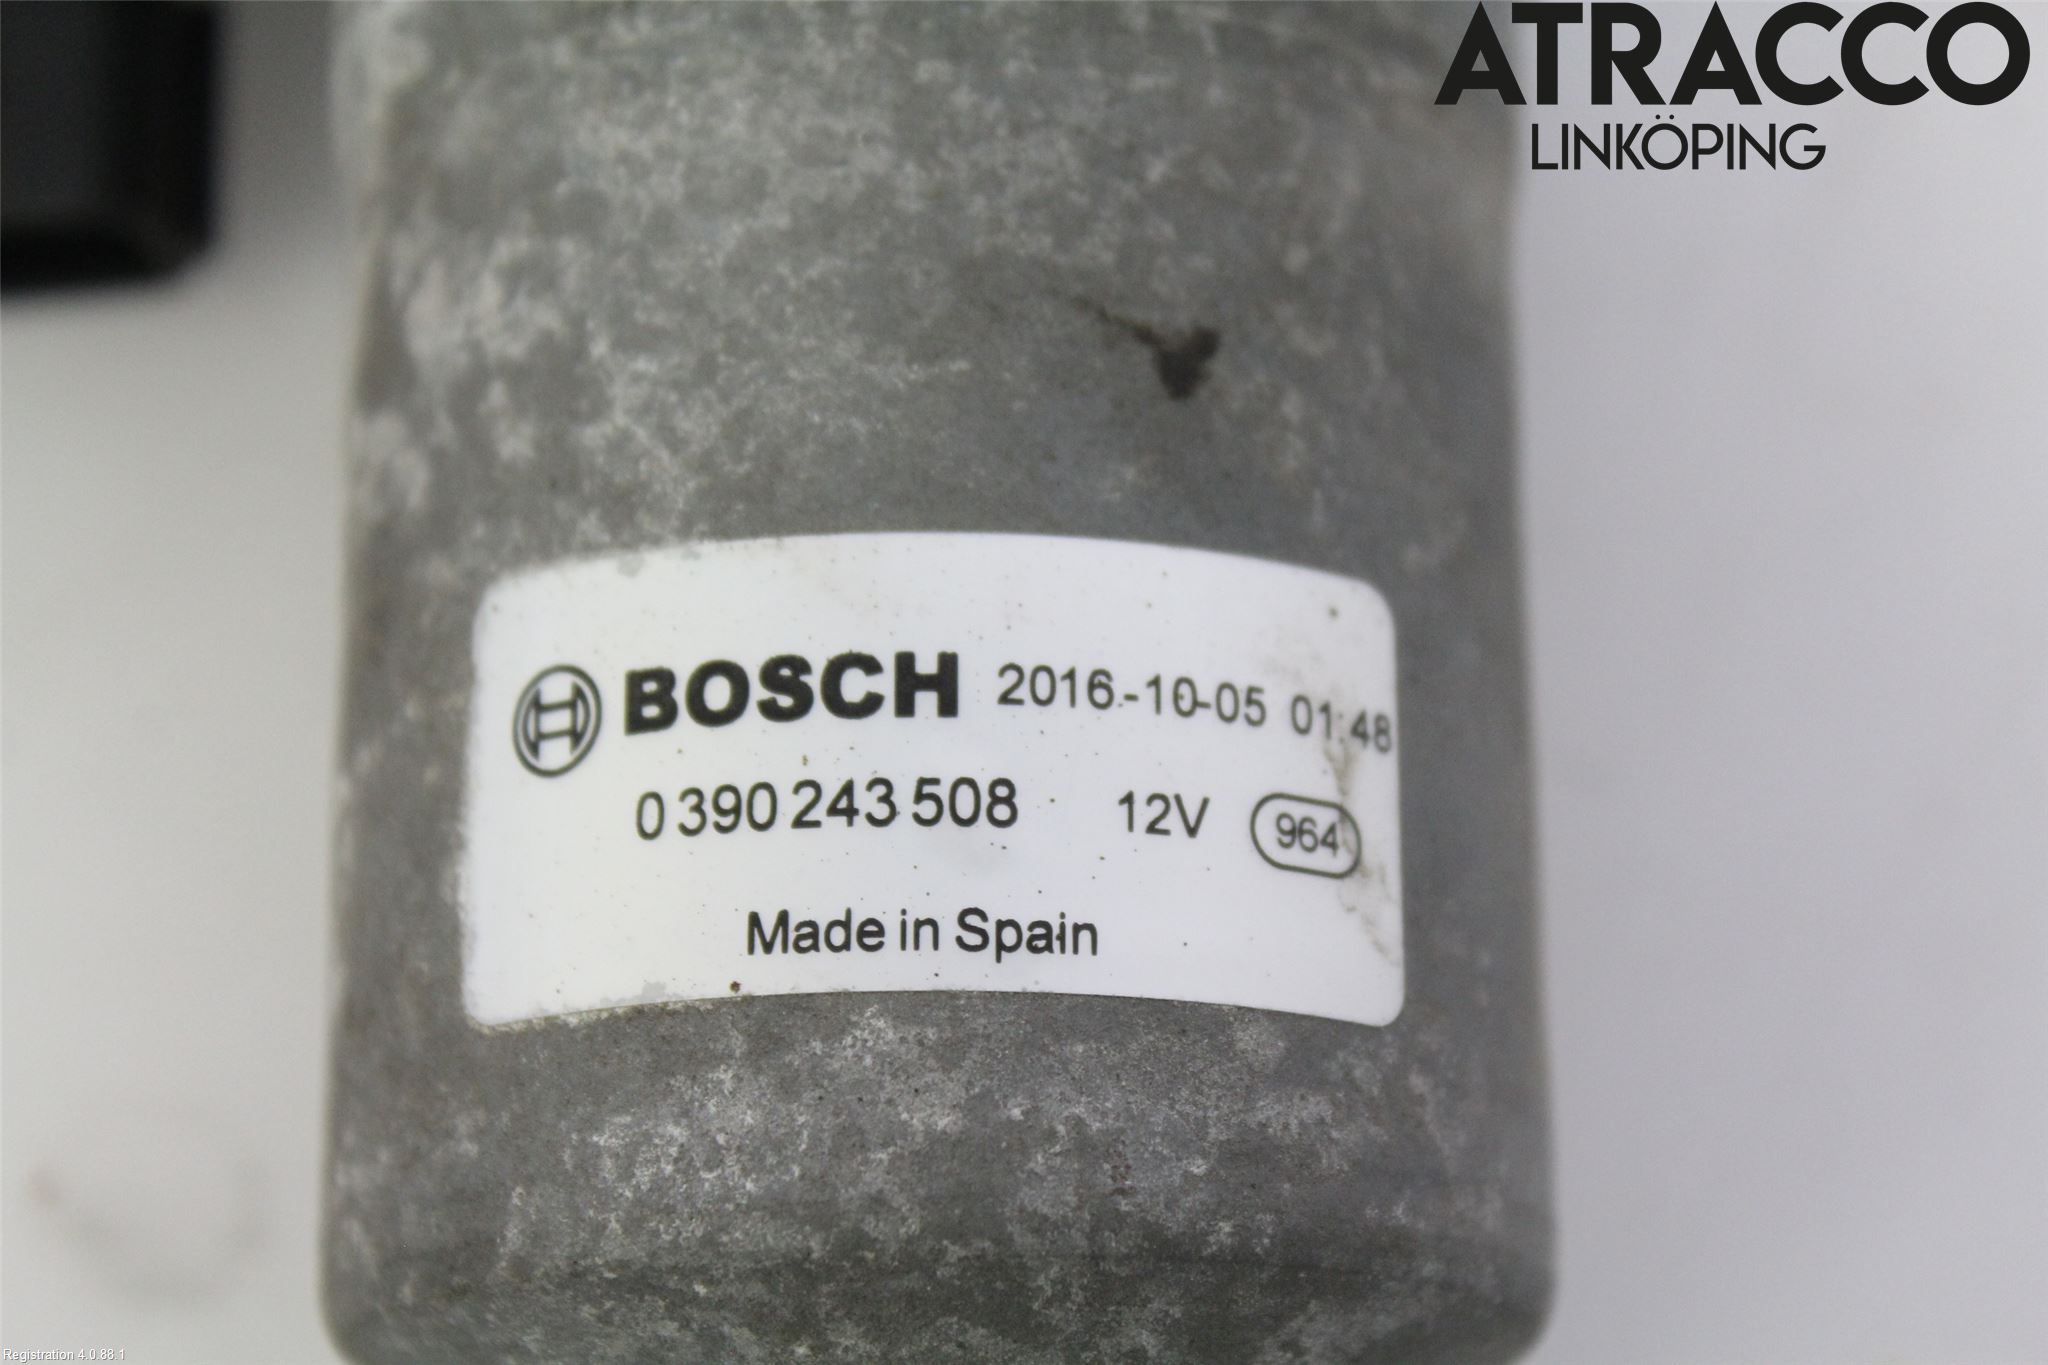 ATRACCO
LINKÖPING
BOSCH 2016-10-05 01:48
0 390 243 508 12V 964
Made in Spain
Registration 4.0.88.1